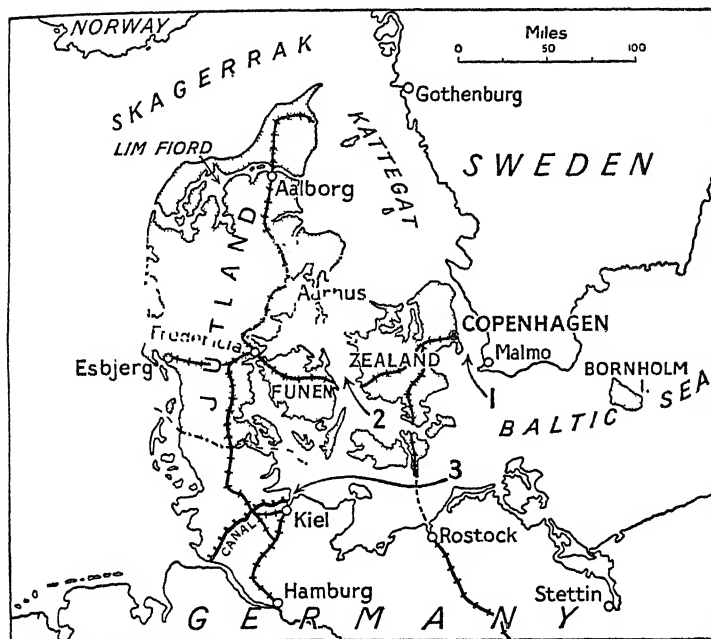 NORWAY
Miles
0 50 100
SKAGERRAK
Gothenburg
KATTEGAT
LIM FIORD
SWEDEN
Aalborg
JUTLAND
Aarhus
COPENHAGEN
Fredericia
ZEALAND
Malmo
Esbjerg
BORNHOLM
I.
FUNEN
1
2
BALTIC SEA
3
Kiel
CANAL
Rostock
Hamburg
Stettin
GERMANY